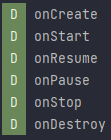 D onCreate
D onStart
D onResume
D onPause
D onStop
D onDestroy